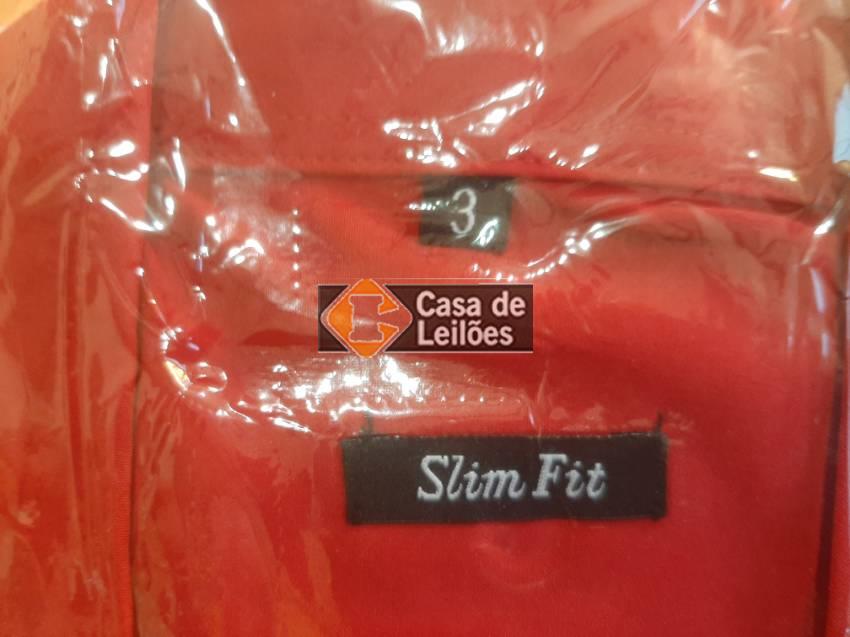 3
Casa de
Leilões
Slim Fit